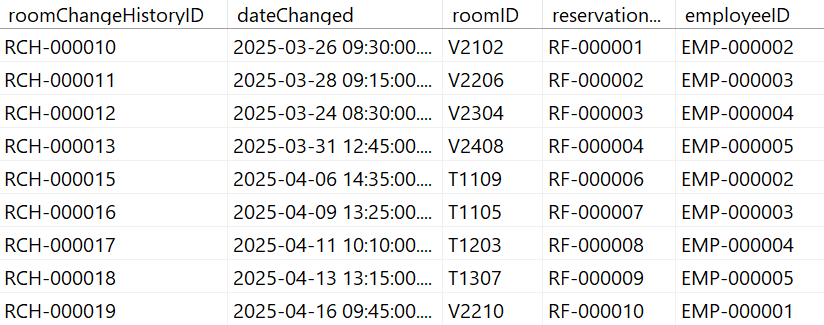 roomChangeHistoryID dateChanged roomID reservation... employeeID
RCH-000010 2025-03-26 09:30:00.... V2102 RF-000001 EMP-000002
RCH-000011 2025-03-28 09:15:00.... V2206 RF-000002 EMP-000003
RCH-000012 2025-03-24 08:30:00.... V2304 RF-000003 EMP-000004
RCH-000013 2025-03-31 12:45:00.... V2408 RF-000004 EMP-000005
RCH-000015 2025-04-06 14:35:00.... T1109 RF-000006 EMP-000002
RCH-000016 2025-04-09 13:25:00.... T1105 RF-000007 EMP-000003
RCH-000017 2025-04-11 10:10:00.... T1203 RF-000008 EMP-000004
RCH-000018 2025-04-13 13:15:00.... T1307 RF-000009 EMP-000005
RCH-000019 2025-04-16 09:45:00.... V2210 RF-000010 EMP-000001